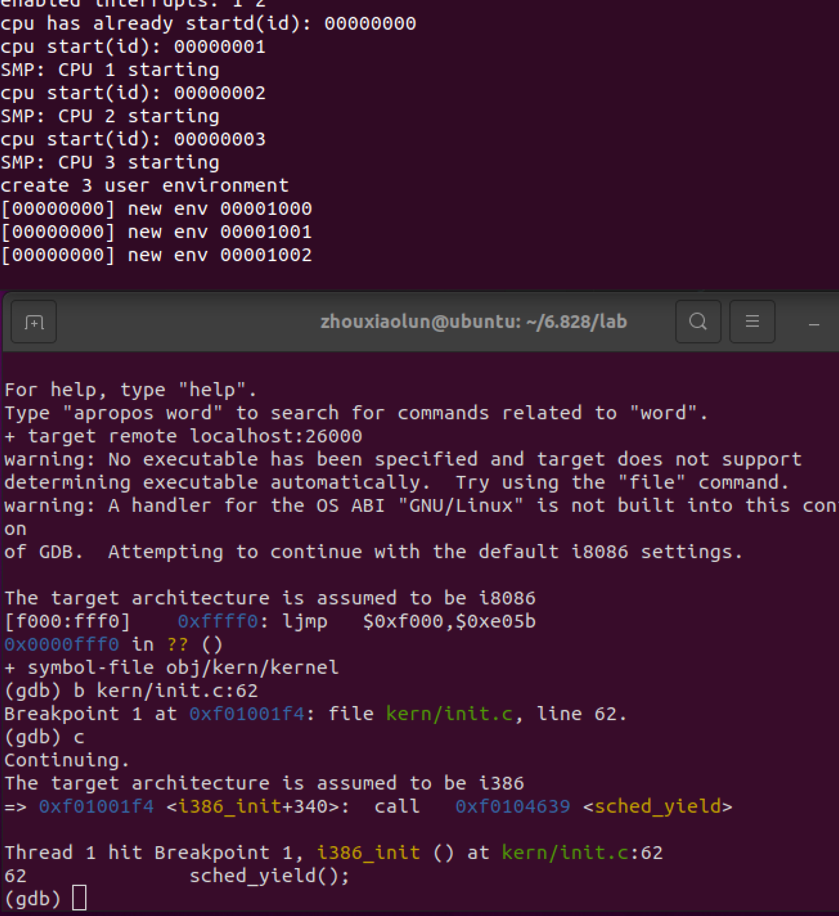 enabled interrupts: 1 2
cpu has already startd(id): 00000000
cpu start(id): 00000001
SMP: CPU 1 starting
cpu start(id): 00000002
SMP: CPU 2 starting
cpu start(id): 00000003
SMP: CPU 3 starting
create 3 user environment
[00000000] new env 00001000
[00000000] new env 00001001
[00000000] new env 00001002
zhouxiaolun@ubuntu: ~/6.828/lab
For help, type "help".
Type "apropos word" to search for commands related to "word".
+ target remote localhost:26000
warning: No executable has been specified and target does not support
determining executable automatically.  Try using the "file" command.
warning: A handler for the OS ABI "GNU/Linux" is not built into this con
on
of GDB.  Attempting to continue with the default i8086 settings.
The target architecture is assumed to be i8086
[f000:fff0]    0xffff0: ljmp   $0xf000,$0xe05b
0x0000fff0 in ?? ()
+ symbol-file obj/kern/kernel
(gdb) b kern/init.c:62
Breakpoint 1 at 0xf01001f4: file kern/init.c, line 62.
(gdb) c
Continuing.
The target architecture is assumed to be i386
=> 0xf01001f4 <i386_init+340>:  call   0xf0104639 <sched_yield>
Thread 1 hit Breakpoint 1, i386_init () at kern/init.c:62
62              sched_yield();
(gdb)